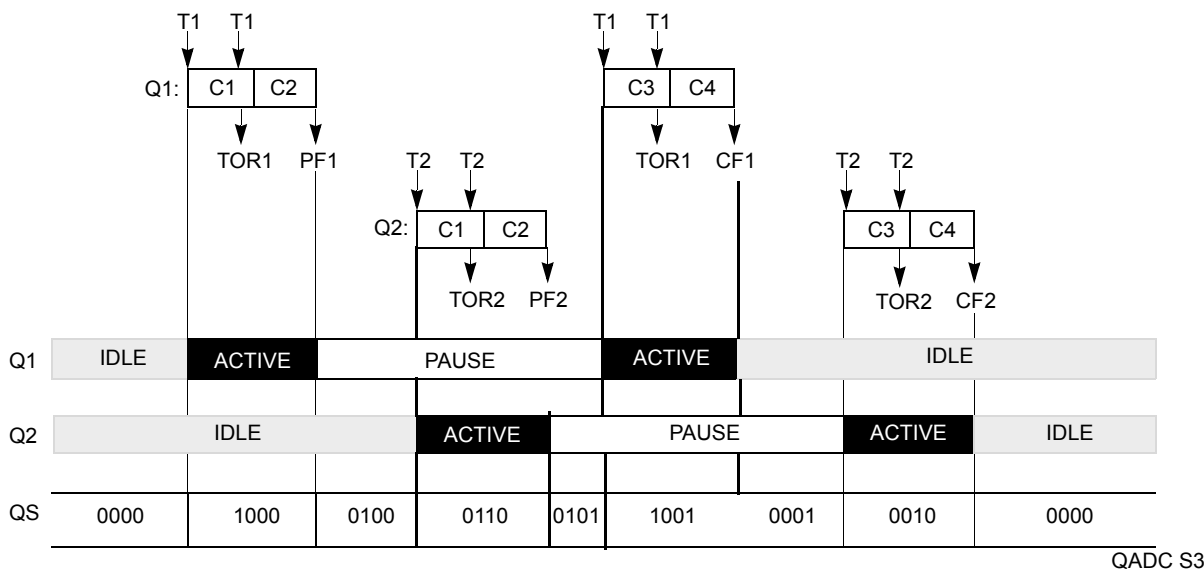 T1 T1 T1 T1
Q1: C1 C2 C3 C4
TOR1 PF1 T2 T2 TOR1 CF1 T2 T2
Q2: C1 C2 C3 C4
TOR2 PF2 TOR2 CF2
Q1 IDLE ACTIVE PAUSE ACTIVE IDLE
Q2 IDLE ACTIVE PAUSE ACTIVE IDLE
QS 0000 1000 0100 0110 0101 1001 0001 0010 0000
QADC S3